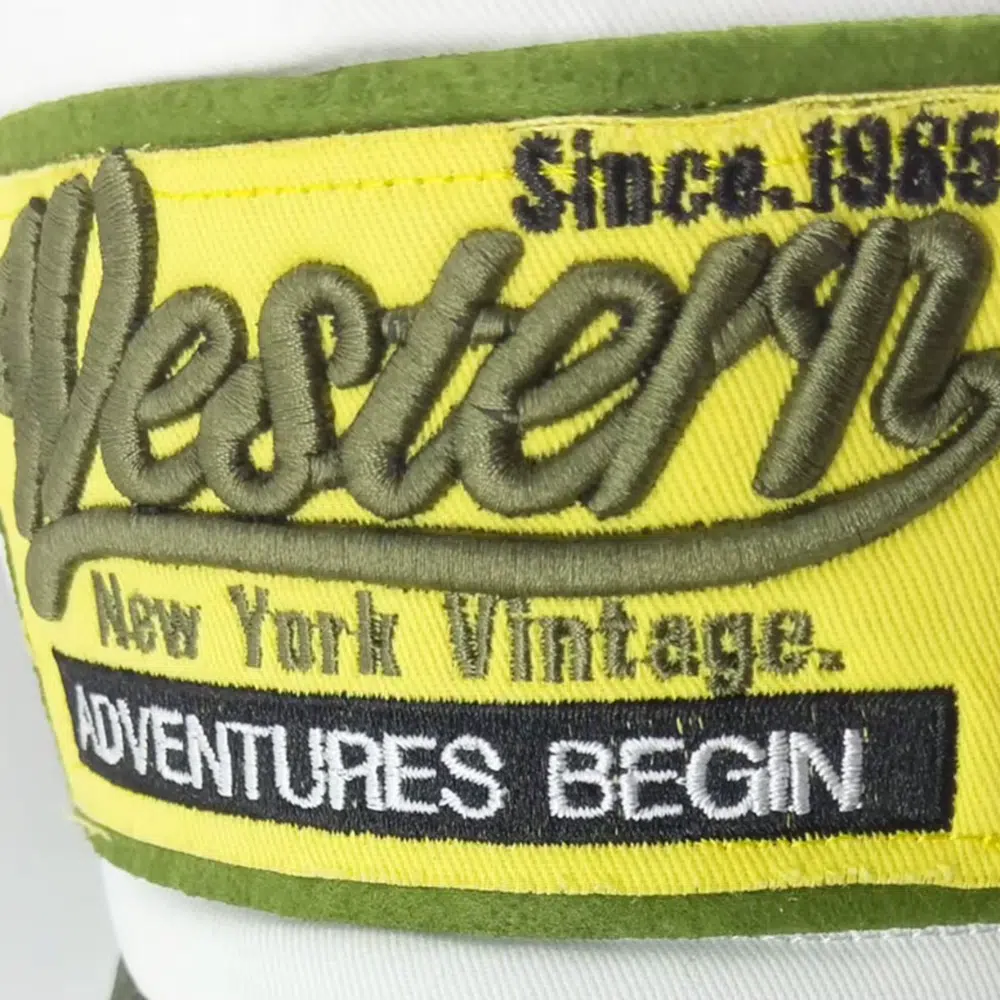 Since.1985
Western
New York Vintage.
ADVENTURES BEGIN